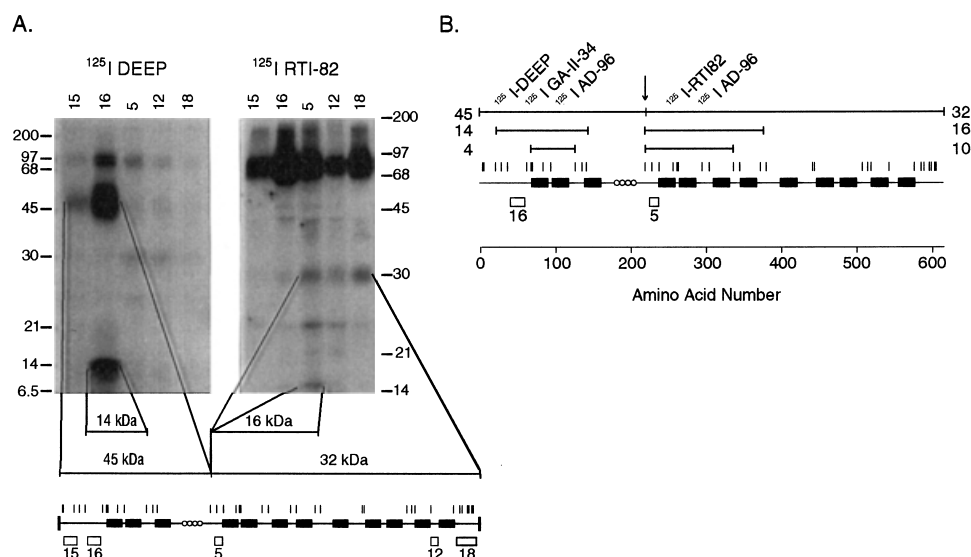 A.
125I DEEP
125I RTI-82
15 16 5 12 18
15 16 5 12 18
200
97
68
45
30
21
14
6.5
200
97
68
45
30
21
14
14 kDa
16 kDa
45 kDa
32 kDa
15 16 5 12 18
B.
125I-DEEP
125I GA-II-34
125I AD-96
125I-RTI82
125I AD-96
45 32
14 16
4 10
16 5
0 100 200 300 400 500 600
Amino Acid Number